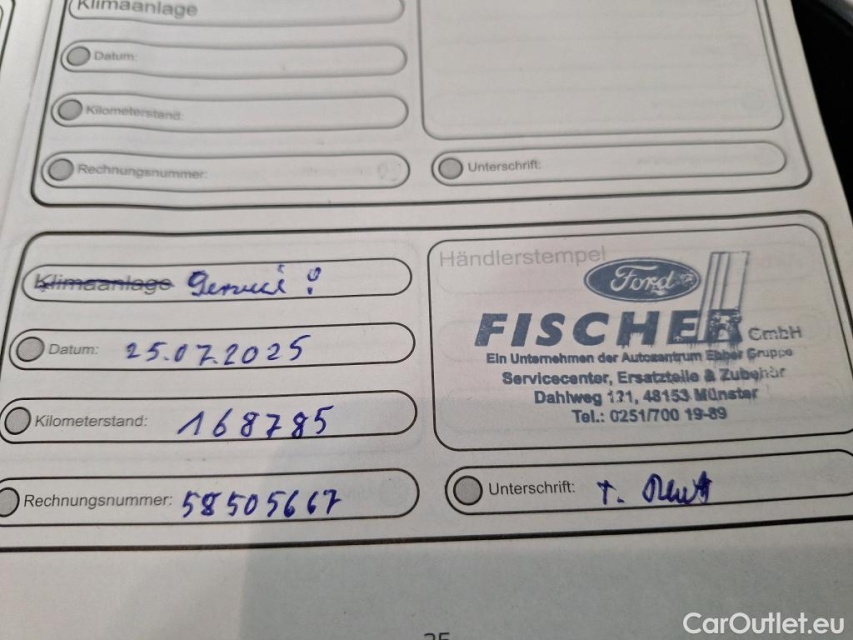 Klimaanlage
Datum:
Kilometerstand:
Rechnungsnummer:
Unterschrift:
Klimaanlage
Händlerstempel
Ford
FISCHER GmbH
Ein Unternehmen der Autozentrum Ebber Gruppe
Servicecenter, Ersatzteile & Zubehör
Dahlweg 131, 48153 Münster
Tel.: 0251/700 19-89
Datum: 25.07.2025
Kilometerstand: 168785
Rechnungsnummer: 58505667
Unterschrift:
CarOutlet.eu